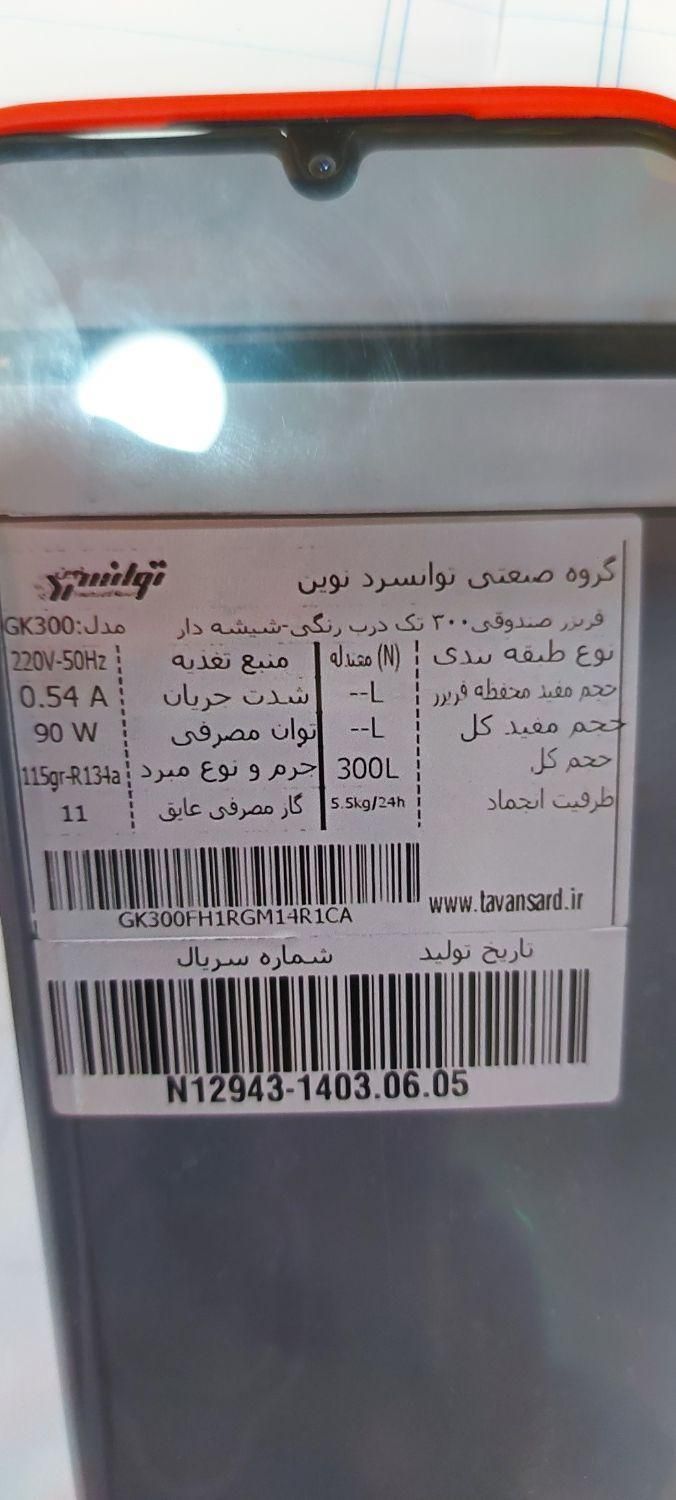 گروه صنعتی توانسرد نوین توانسرد
فریزر صندوقی ۳۰۰ تک درب رنگی-شیشه دار مدل:GK300
نوع طبقه بندی (N) معتدله منبع تغذیه 220V-50Hz
حجم مفید محفظه فریزر --L شدت جریان 0.54 A
حجم مفید کل --L توان مصرفی 90 W
حجم کل 300L جرم و نوع مبرد 115gr-R134a
ظرفیت انجماد 5.5kg/24h گاز مصرفی عایق 11
GK300FH1RGM14R1CA www.tavansard.ir
تاریخ تولید شماره سریال
N12943-1403.06.05